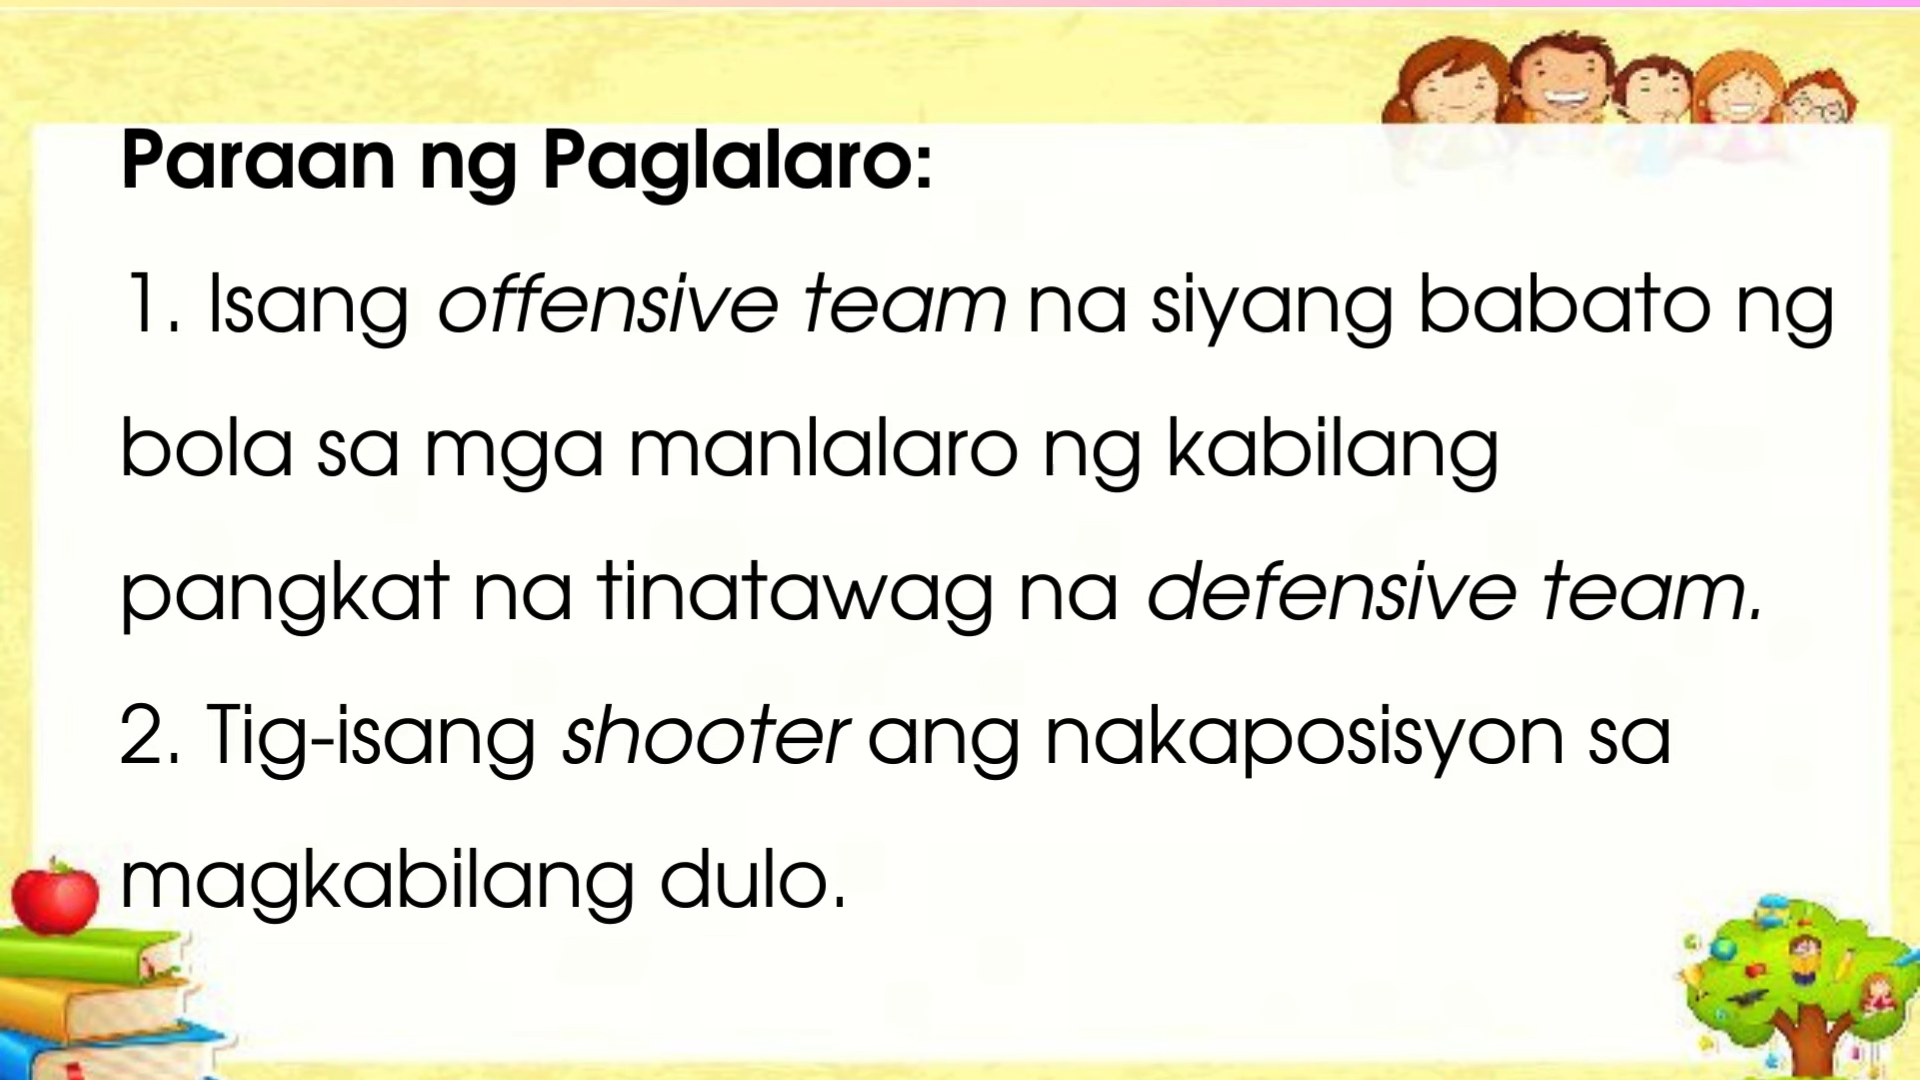 Paraan ng Paglalaro:
1. Isang offensive team na siyang babato ng
bola sa mga manlalaro ng kabilang
pangkat na tinatawag na defensive team.
2. Tig-isang shooter ang nakaposisyon sa
magkabilang dulo.